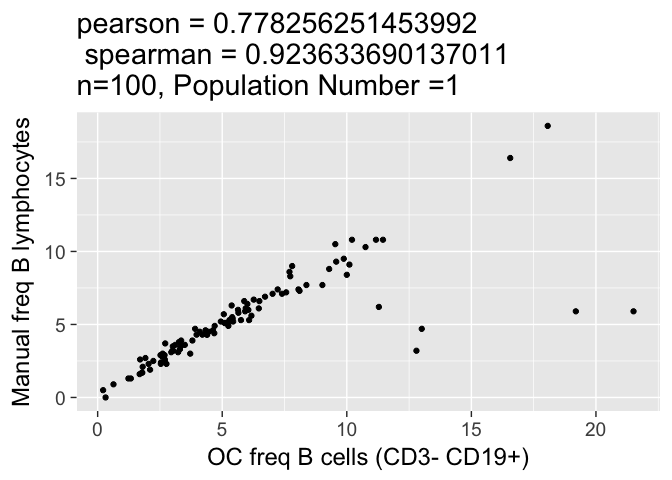 pearson = 0.778256251453992
spearman = 0.923633690137011
n=100, Population Number =1
Manual freq B lymphocytes
15
10
5
0
0 5 10 15 20
OC freq B cells (CD3- CD19+)